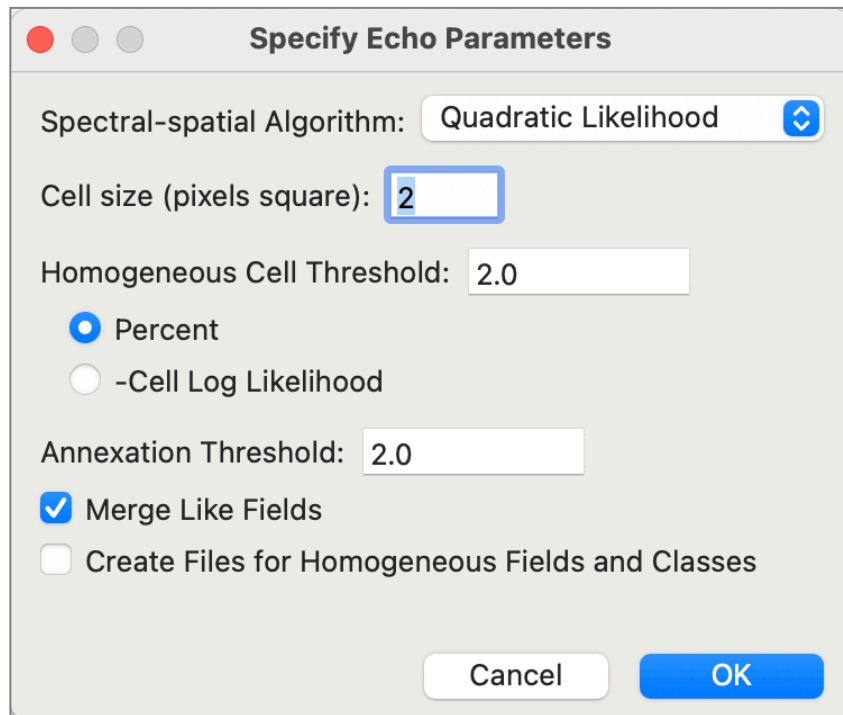 Specify Echo Parameters
Spectral-spatial Algorithm: Quadratic Likelihood
Cell size (pixels square): 2
Homogeneous Cell Threshold: 2.0
Percent
-Cell Log Likelihood
Annexation Threshold: 2.0
Merge Like Fields
Create Files for Homogeneous Fields and Classes
Cancel OK